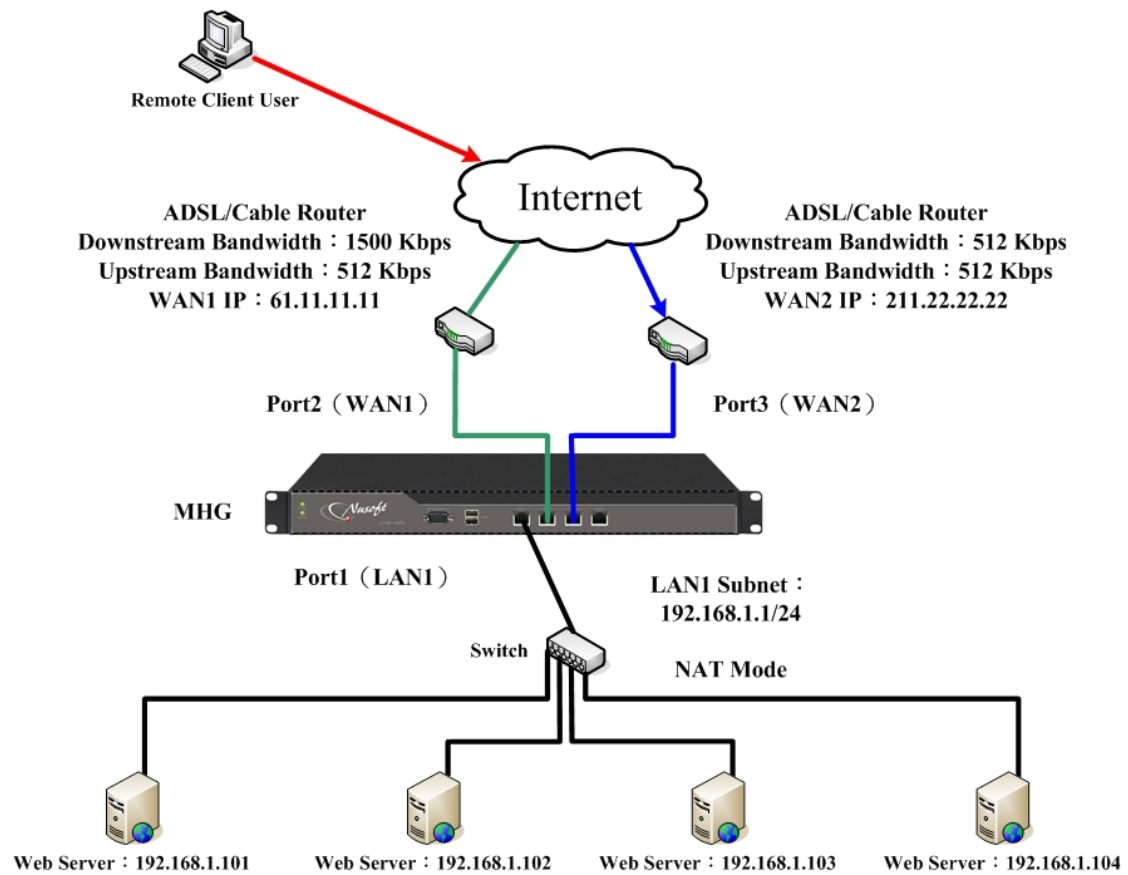 Remote Client User
Internet
ADSL/Cable Router
Downstream Bandwidth：1500 Kbps
Upstream Bandwidth：512 Kbps
WAN1 IP：61.11.11.11
ADSL/Cable Router
Downstream Bandwidth：512 Kbps
Upstream Bandwidth：512 Kbps
WAN2 IP：211.22.22.22
Port2（WAN1）
Port3（WAN2）
MHG
Nusoft
Port1（LAN1）
LAN1 Subnet：
192.168.1.1/24
Switch
NAT Mode
Web Server：192.168.1.101
Web Server：192.168.1.102
Web Server：192.168.1.103
Web Server：192.168.1.104